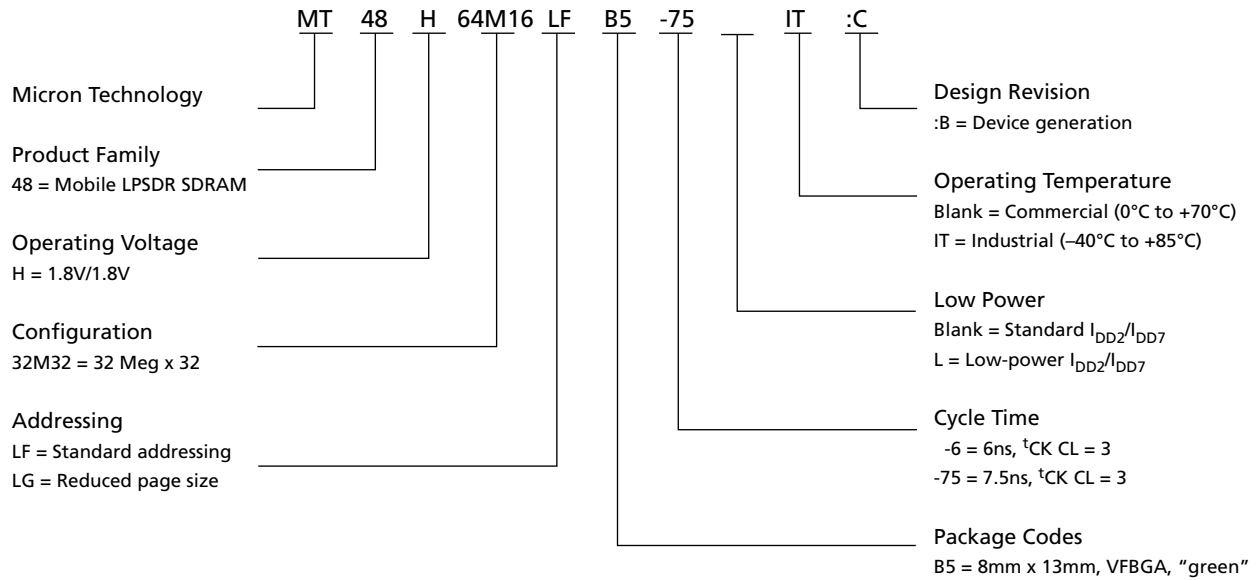 MT 48 H 64M16 LF B5 -75 IT :C
Micron Technology
Product Family
48 = Mobile LPSDR SDRAM
Operating Voltage
H = 1.8V/1.8V
Configuration
32M32 = 32 Meg x 32
Addressing
LF = Standard addressing
LG = Reduced page size
Design Revision
:B = Device generation
Operating Temperature
Blank = Commercial (0°C to +70°C)
IT = Industrial (–40°C to +85°C)
Low Power
Blank = Standard IDD2/IDD7
L = Low-power IDD2/IDD7
Cycle Time
-6 = 6ns, tCK CL = 3
-75 = 7.5ns, tCK CL = 3
Package Codes
B5 = 8mm x 13mm, VFBGA, “green”